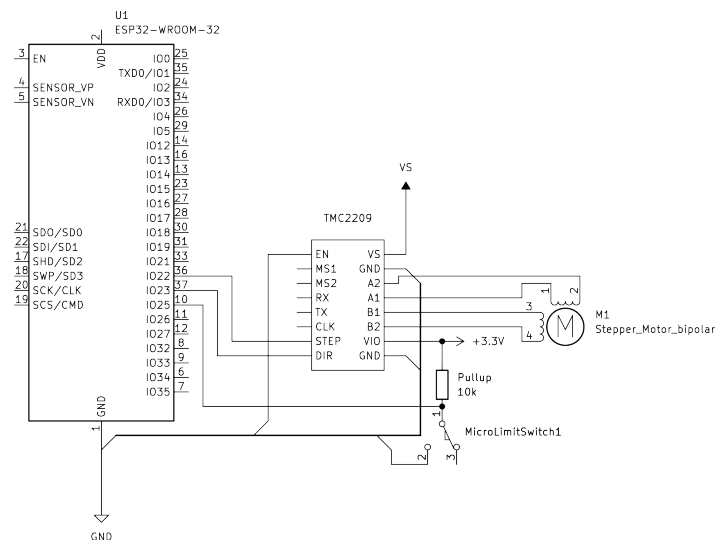 U1
ESP32-WROOM-32
2
VDD
3 EN
4 SENSOR_VP
5 SENSOR_VN
21 SDO/SD0
22 SDI/SD1
17 SHD/SD2
18 SWP/SD3
20 SCK/CLK
19 SCS/CMD
IO0 25
TXD0/IO1 35
IO2 24
RXD0/IO3 34
IO4 26
IO5 29
IO12 14
IO13 16
IO14 13
IO15 23
IO16 27
IO17 28
IO18 30
IO19 31
IO21 33
IO22 36
IO23 37
IO25 10
IO26 11
IO27 12
IO32 8
IO33 9
IO34 6
IO35 7
GND
1
GND
TMC2209
EN
MS1
MS2
RX
TX
CLK
STEP
DIR
VS
GND
A2
A1
B1
B2
VIO
GND
VS
1 2
3
4
M
M1
Stepper_Motor_bipolar
+3.3V
Pullup
10k
1
MicroLimitSwitch1
2 3